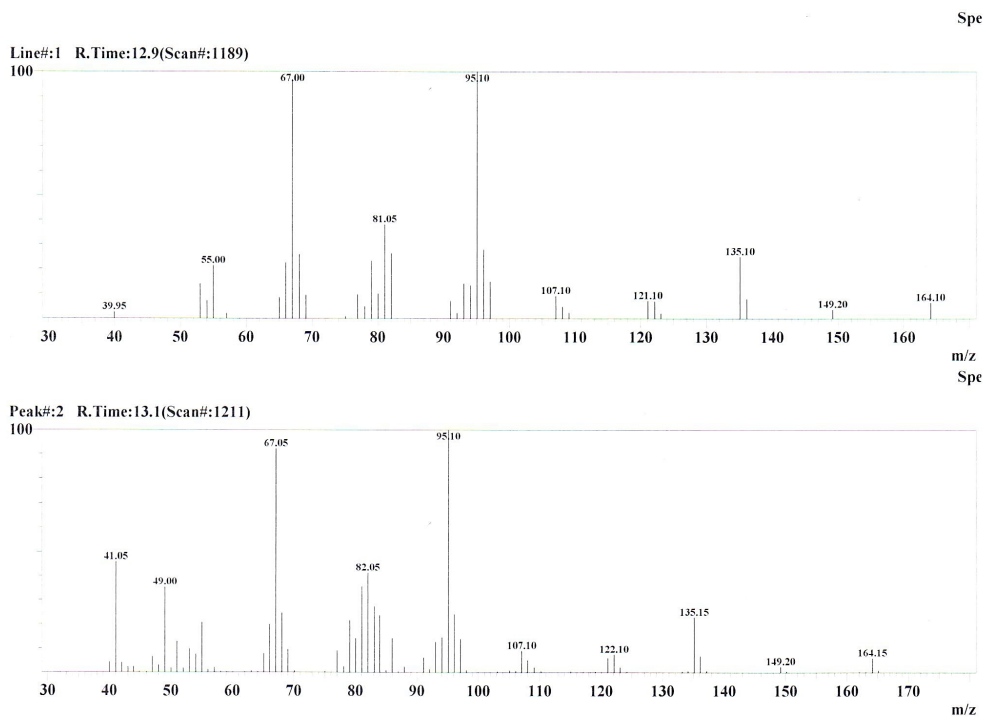 Spe
Line#:1 R.Time:12.9(Scan#:1189)
100
67.00
95.10
81.05
55.00
39.95
107.10
121.10
135.10
149.20
164.10
30 40 50 60 70 80 90 100 110 120 130 140 150 160
m/z
Spe
Peak#:2 R.Time:13.1(Scan#:1211)
100
67.05
95.10
41.05
49.00
82.05
107.10
122.10
135.15
149.20
164.15
30 40 50 60 70 80 90 100 110 120 130 140 150 160 170
m/z